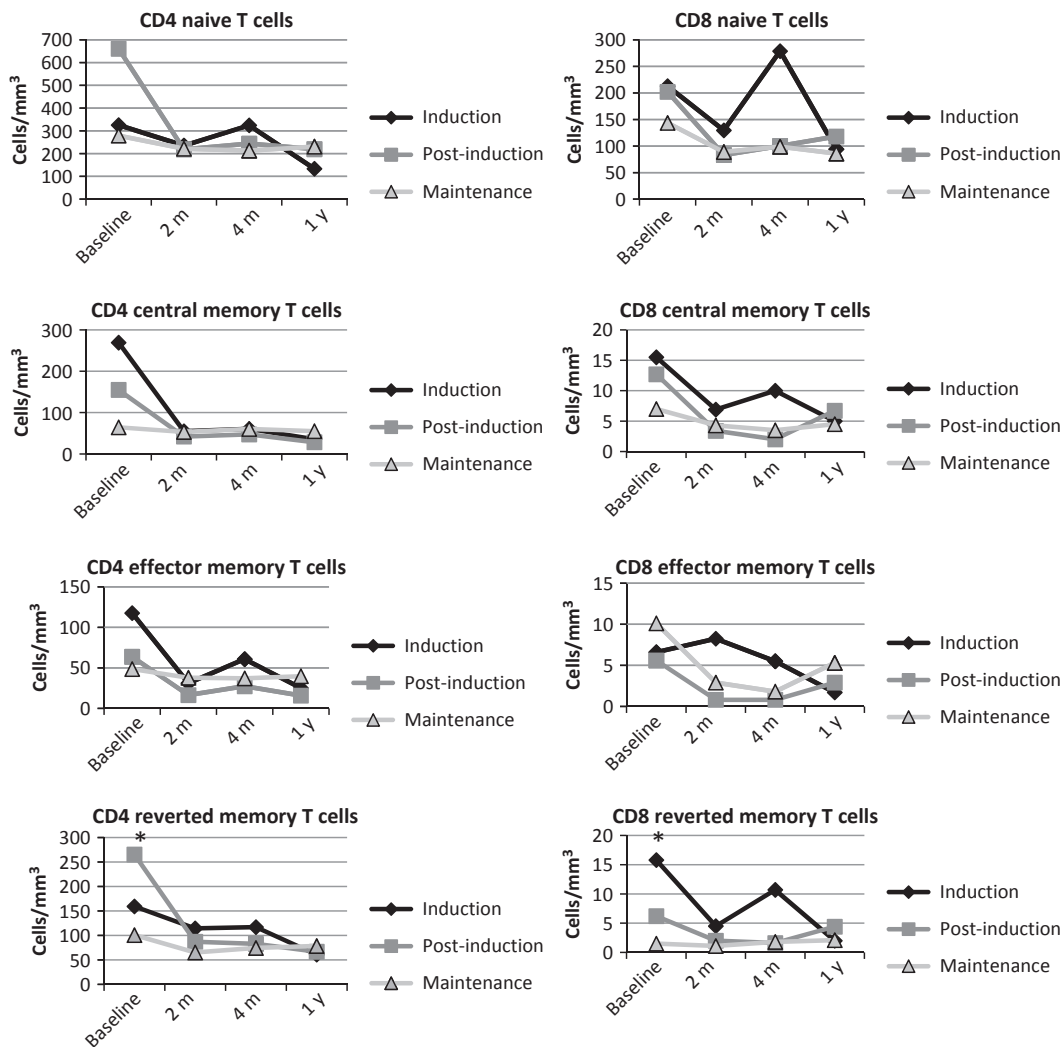 CD4 naive T cells
Cells/mm³
700
600
500
400
300
200
100
0
Baseline
2 m
4 m
1 y
Induction
Post-induction
Maintenance
CD8 naive T cells
Cells/mm³
300
250
200
150
100
50
0
Baseline
2 m
4 m
1 y
Induction
Post-induction
Maintenance
CD4 central memory T cells
Cells/mm³
300
200
100
0
Baseline
2 m
4 m
1 y
Induction
Post-induction
Maintenance
CD8 central memory T cells
Cells/mm³
20
15
10
5
0
Baseline
2 m
4 m
1 y
Induction
Post-induction
Maintenance
CD4 effector memory T cells
Cells/mm³
150
100
50
0
Baseline
2 m
4 m
1 y
Induction
Post-induction
Maintenance
CD8 effector memory T cells
Cells/mm³
15
10
5
0
Baseline
2 m
4 m
1 y
Induction
Post-induction
Maintenance
CD4 reverted memory T cells
Cells/mm³
300
250
200
150
100
50
0
*
Baseline
2 m
4 m
1 y
Induction
Post-induction
Maintenance
CD8 reverted memory T cells
Cells/mm³
20
15
10
5
0
*
Baseline
2 m
4 m
1 y
Induction
Post-induction
Maintenance